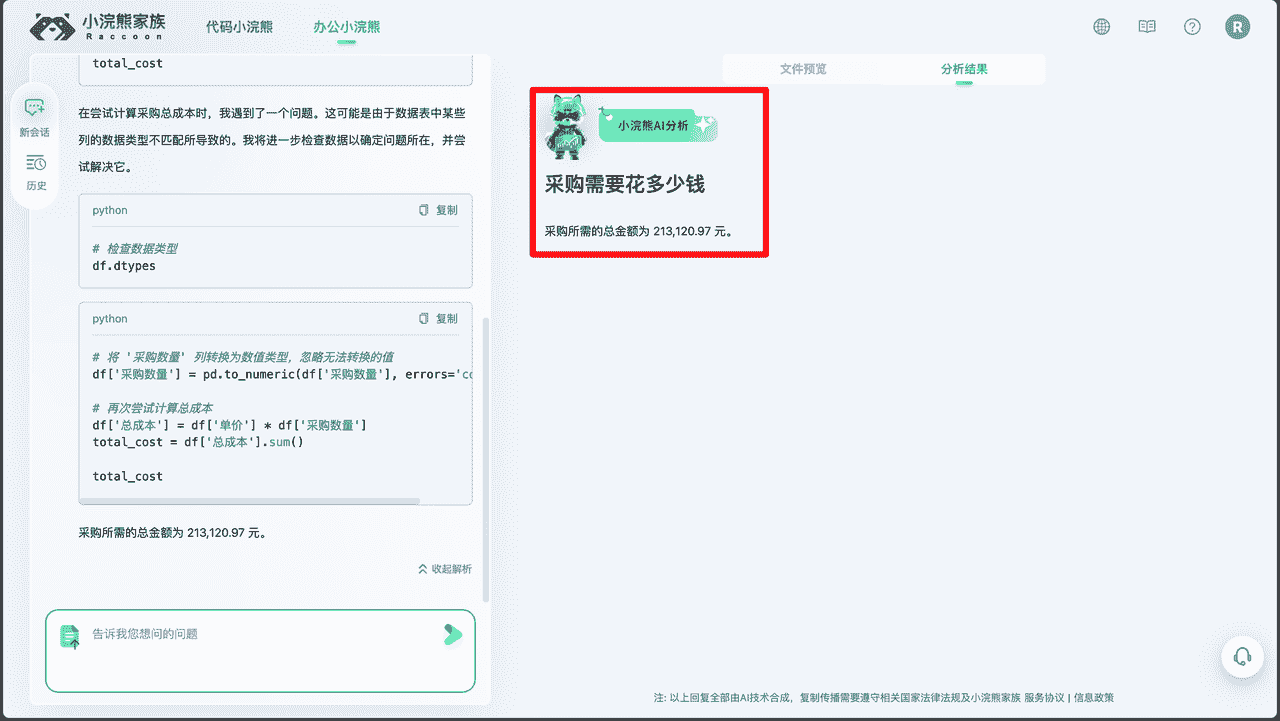 小浣熊家族
Raccoon
代码小浣熊
办公小浣熊
R
新会话
历史
total_cost
在尝试计算采购总成本时，我遇到了一个问题。这可能是由于数据表中某些
列的数据类型不匹配所导致的。我将进一步检查数据以确定问题所在，并尝
试解决它。
python
复制
# 检查数据类型
df.dtypes
python
复制
# 将 '采购数量' 列转换为数值类型，忽略无法转换的值
df['采购数量'] = pd.to_numeric(df['采购数量'], errors='co
# 再次尝试计算总成本
df['总成本'] = df['单价'] * df['采购数量']
total_cost = df['总成本'].sum()
total_cost
采购所需的总金额为 213,120.97 元。
收起解析
告诉我您想问的问题
文件预览
分析结果
小浣熊AI分析
采购需要花多少钱
采购所需的总金额为 213,120.97 元。
注: 以上回复全部由AI技术合成，复制传播需要遵守相关国家法律法规及小浣熊家族 服务协议 | 信息政策